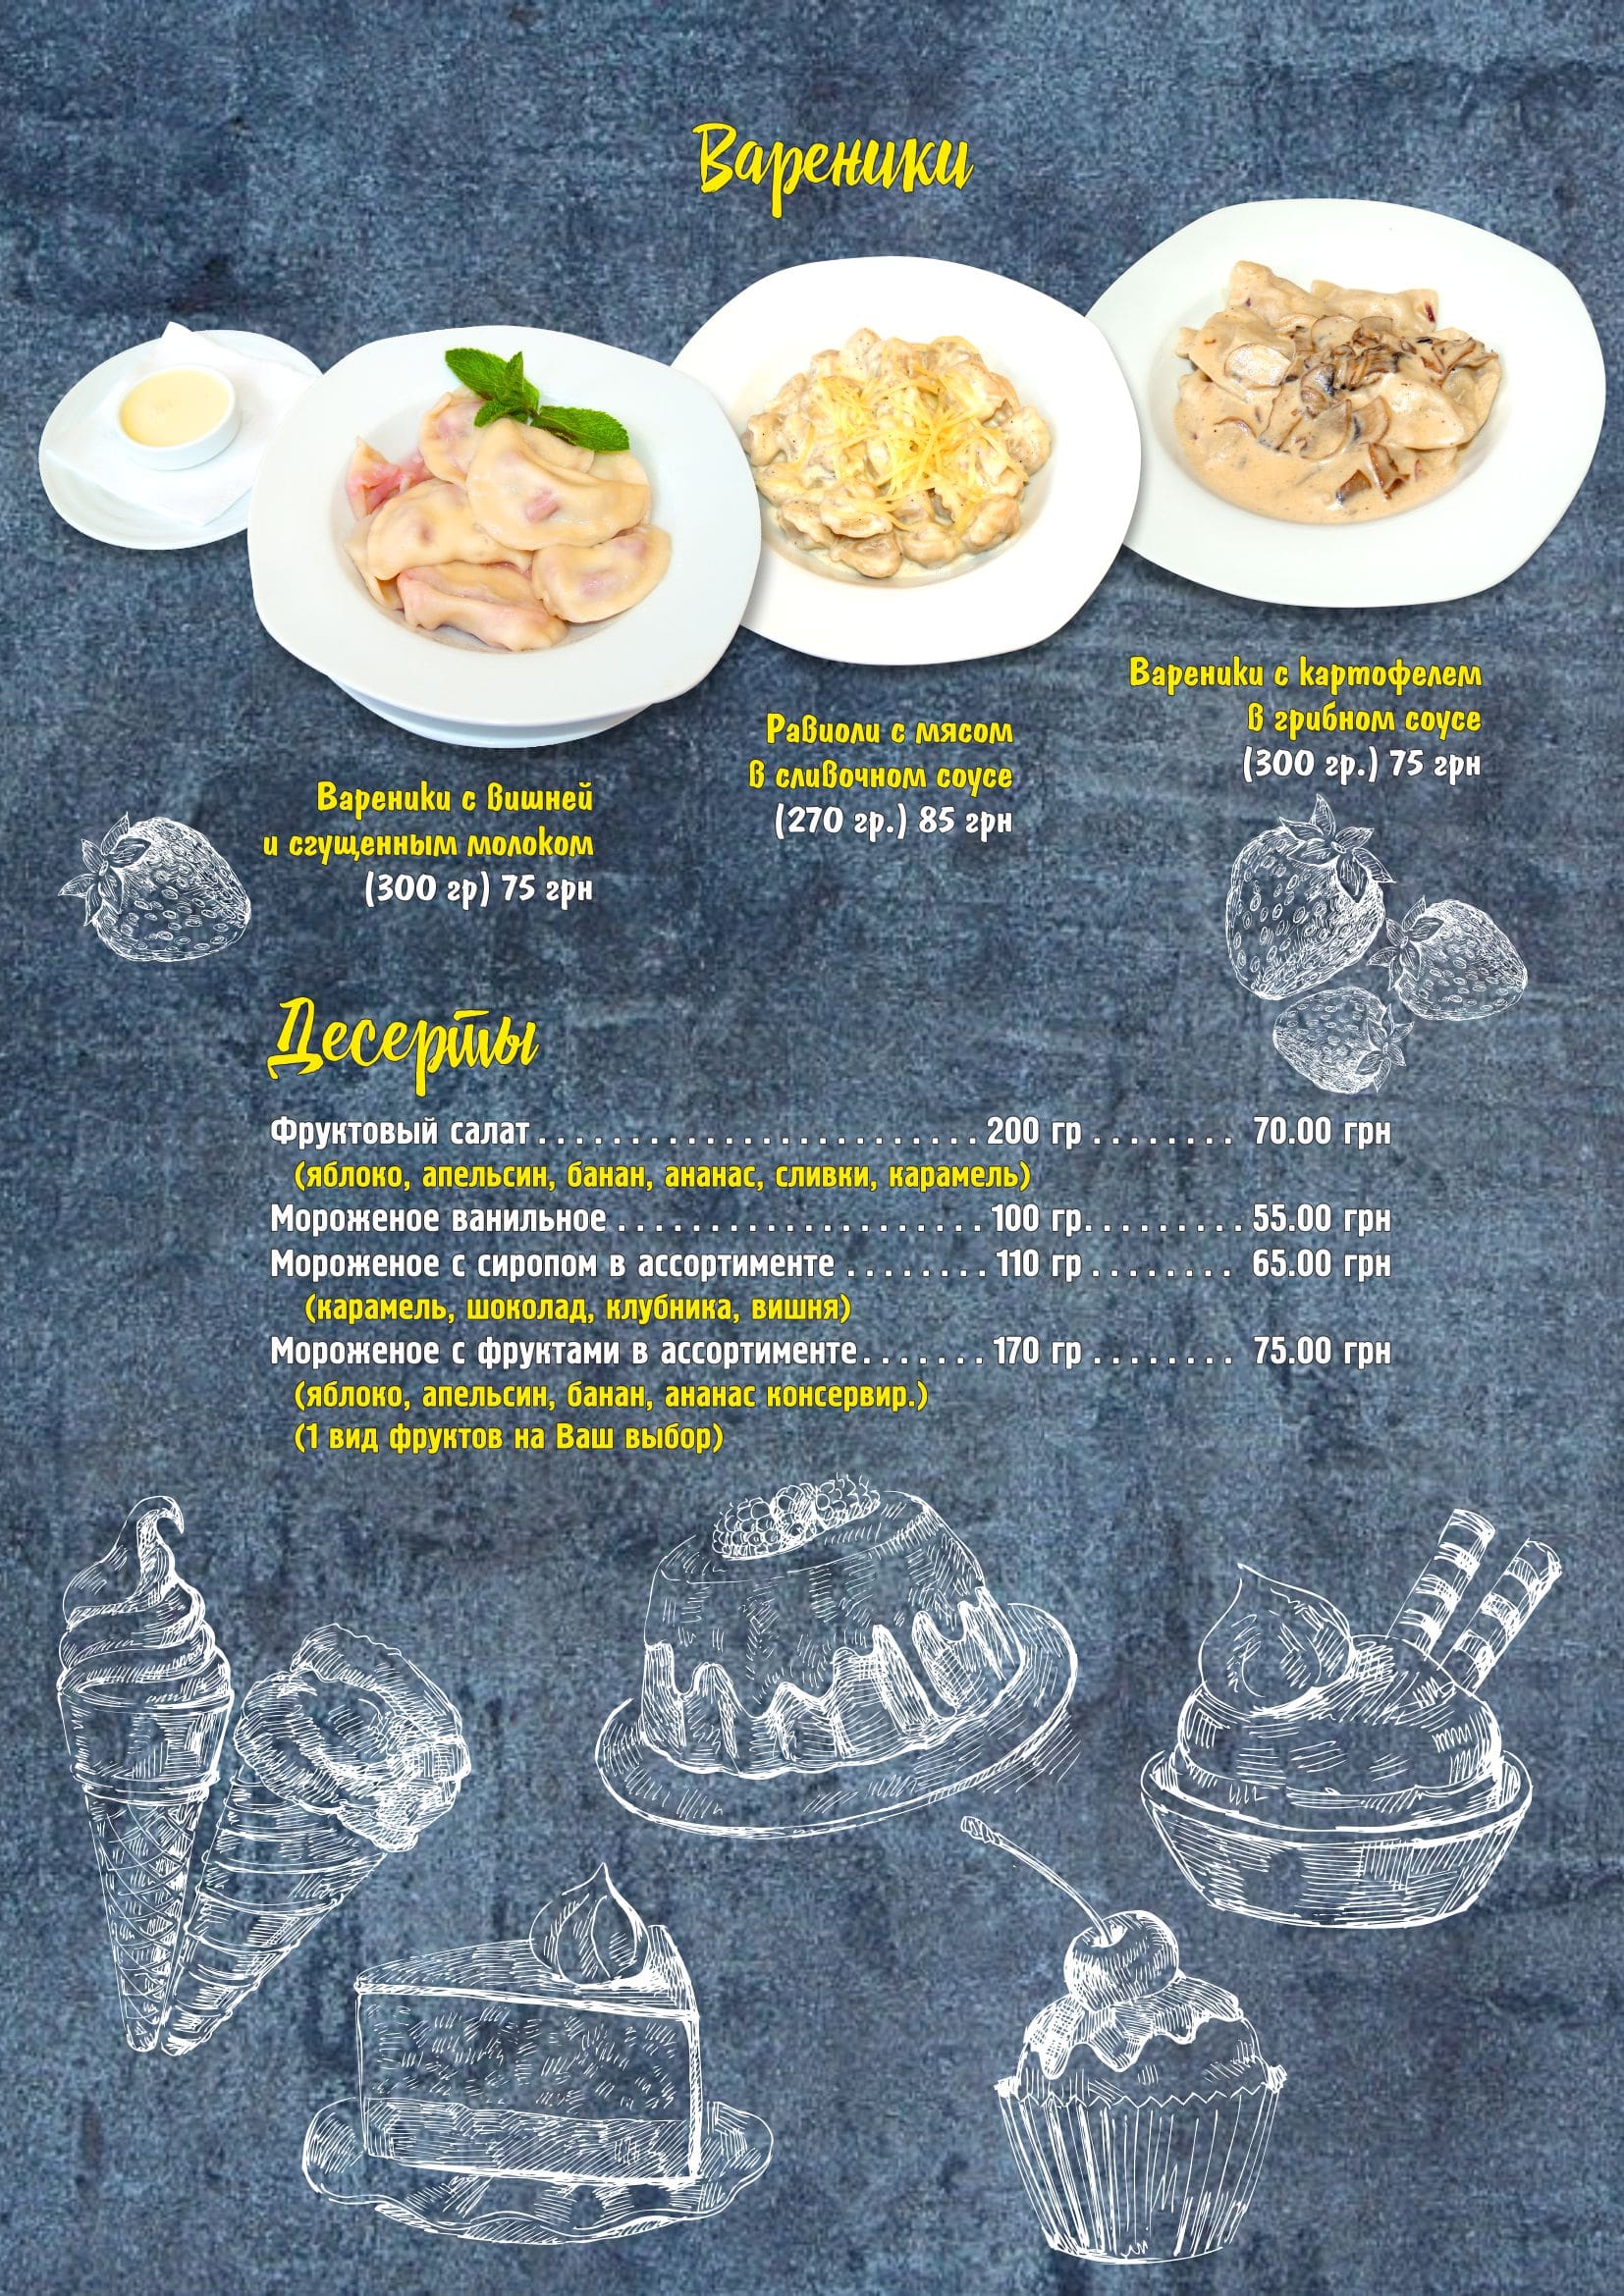 Вареники
Вареники с картофелем
в грибном соусе
(300 гр.) 75 грн
Равиоли с мясом
в сливочном соусе
(270 гр.) 85 грн
Вареники с вишней
и сгущенным молоком
(300 гр) 75 грн
Десерты
Фруктовый салат ........................ 200 гр ........ 70.00 грн
(яблоко, апельсин, банан, ананас, сливки, карамель)
Мороженое ванильное .................... 100 гр......... 55.00 грн
Мороженое с сиропом в ассортименте ........ 110 гр ........ 65.00 грн
(карамель, шоколад, клубника, вишня)
Мороженое с фруктами в ассортименте....... 170 гр ........ 75.00 грн
(яблоко, апельсин, банан, ананас консервир.)
(1 вид фруктов на Ваш выбор)